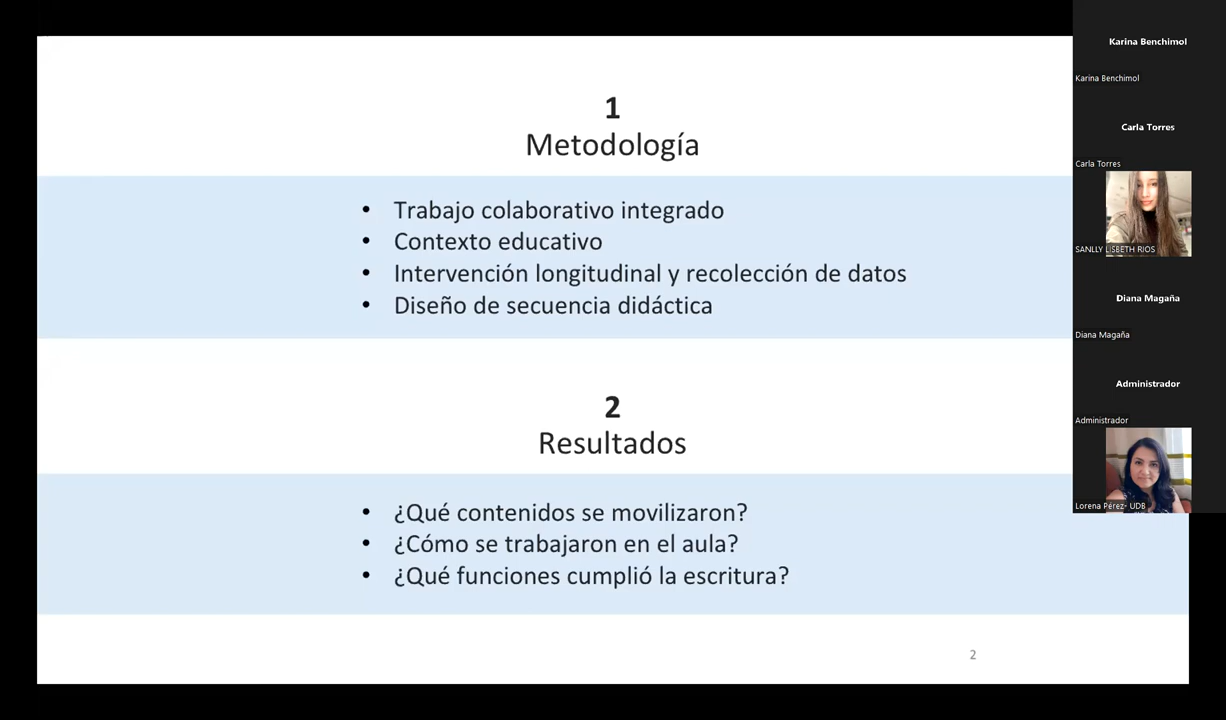 1
Metodología
• Trabajo colaborativo integrado
• Contexto educativo
• Intervención longitudinal y recolección de datos
• Diseño de secuencia didáctica
2
Resultados
• ¿Qué contenidos se movilizaron?
• ¿Cómo se trabajaron en el aula?
• ¿Qué funciones cumplió la escritura?
2
Karina Benchimol
Karina Benchimol
Carla Torres
Carla Torres
SANLLY LISBETH RIOS
Diana Magaña
Diana Magaña
Administrador
Administrador
Lorena Pérez- UDB